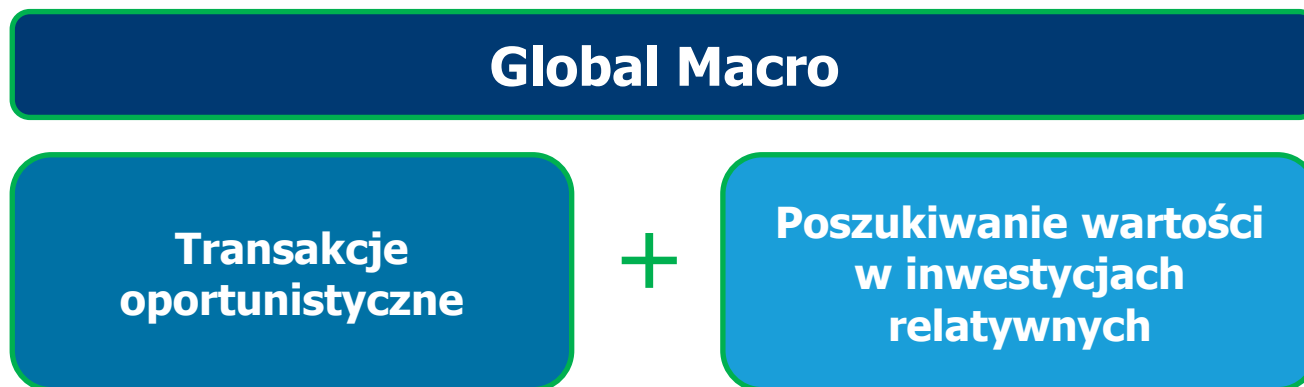 Global Macro
Transakcje
oportunistyczne
+
Poszukiwanie wartości
w inwestycjach
relatywnych